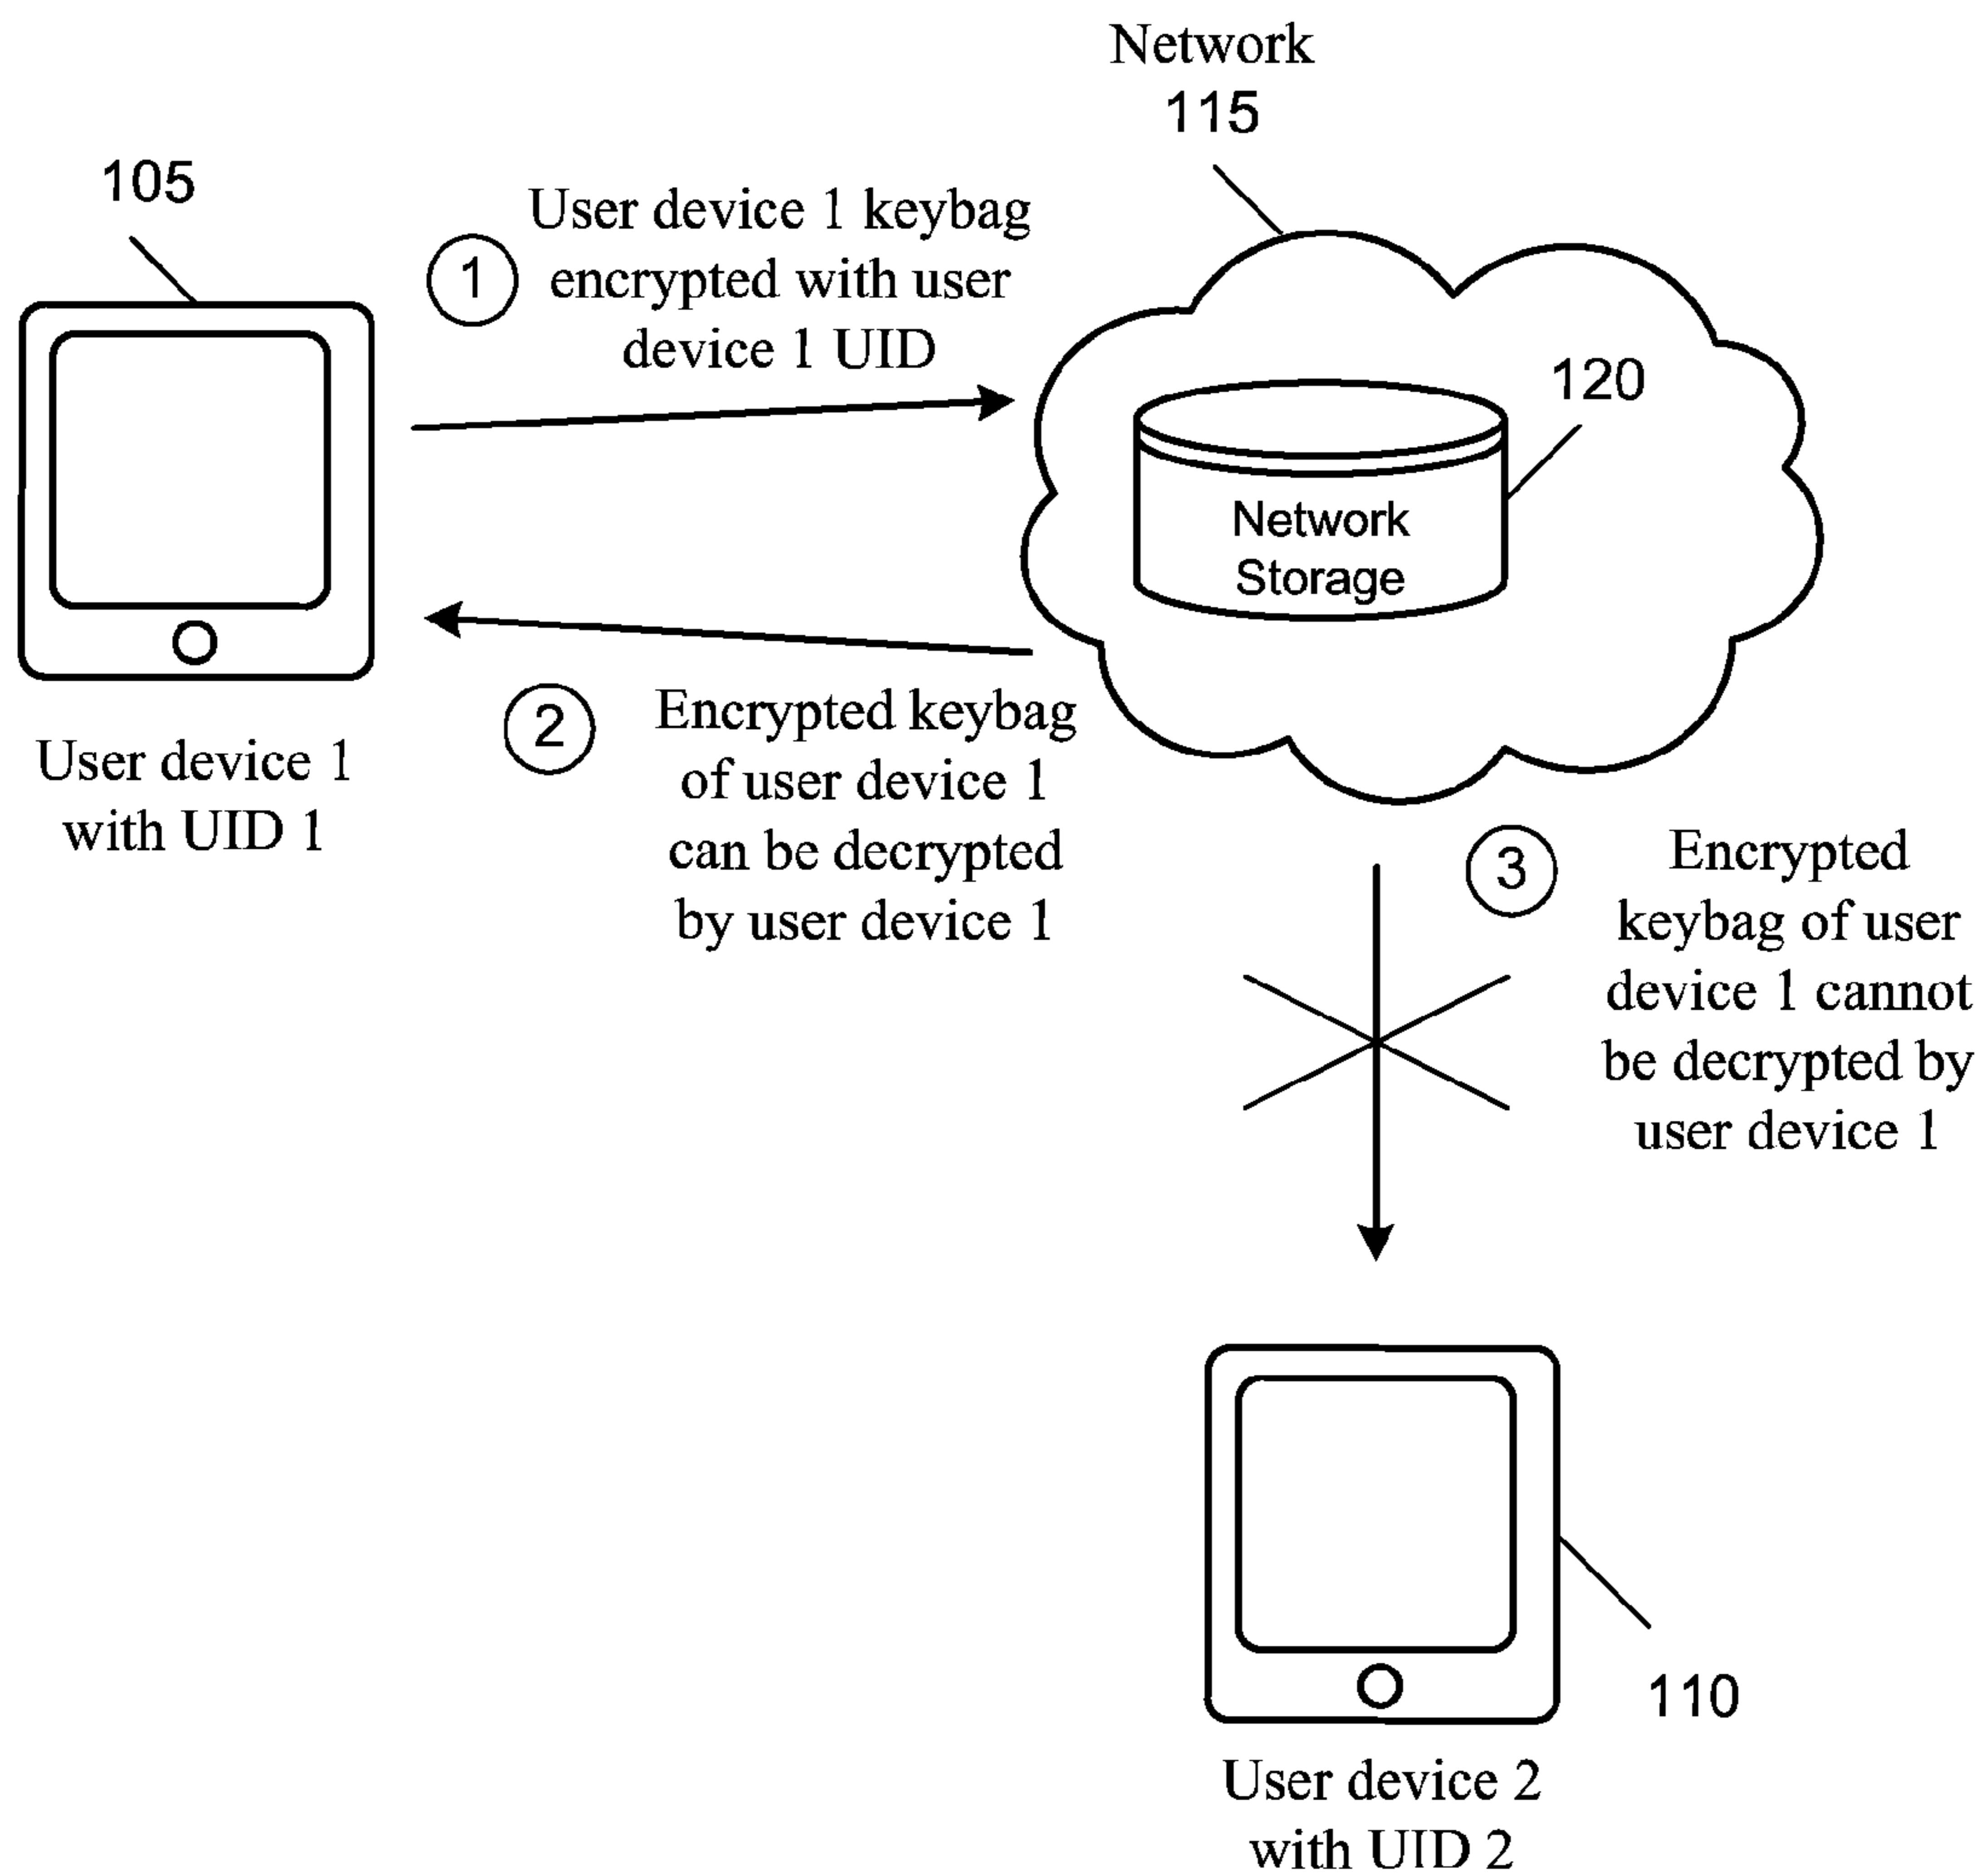 Network
115
105
1
User device 1 keybag
encrypted with user
device 1 UID
120
Network
Storage
User device 1
with UID 1
2
Encrypted keybag
of user device 1
can be decrypted
by user device 1
3
Encrypted
keybag of user
device 1 cannot
be decrypted by
user device 1
110
User device 2
with UID 2